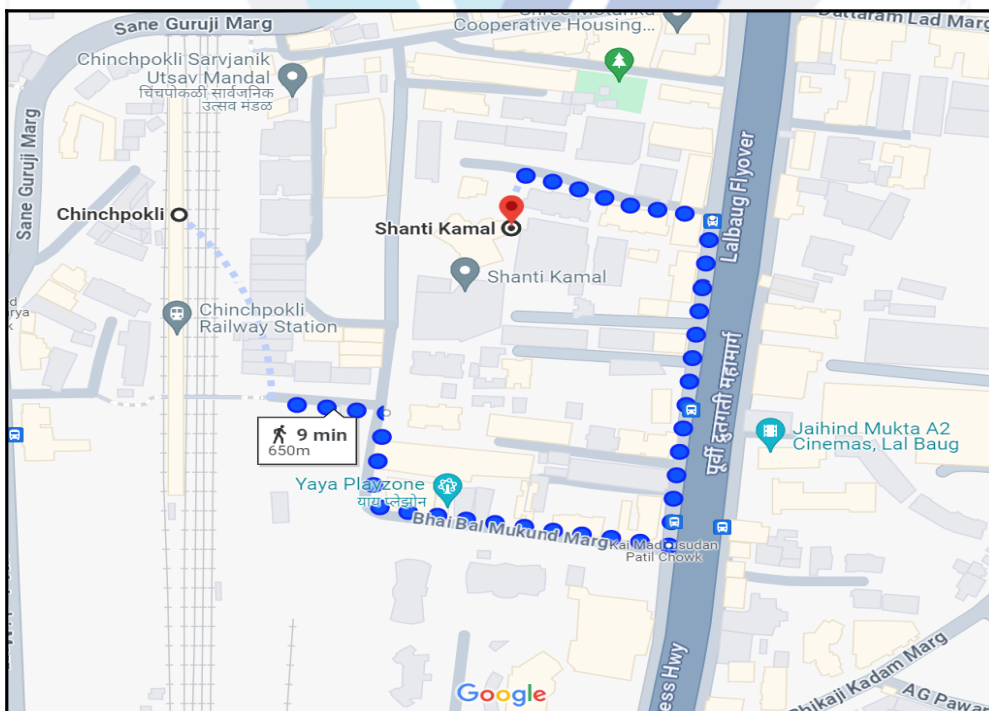 Sane Guruji Marg
Cooperative Housing...
Dattaram Lad Marg
Chinchpokli Sarvjanik
Utsav Mandal
चिंचपोकळी सार्वजनिक
उत्सव मंडळ
Sane Guruji Marg
Chinchpokli
Shanti Kamal
Lalbaug Flyover
Shanti Kamal
Chinchpokli
Railway Station
पूर्वी द्रुतगती महामार्ग
9 min
650m
Jaihind Mukta A2
Cinemas, Lal Baug
Yaya Playzone
याय प्लेझोन
Bhai Bal Mukund Marg
Kai Madhusudan
Patil Chowk
Bhikaji Kadam Marg
AG Pawar
ess Hwy
Google